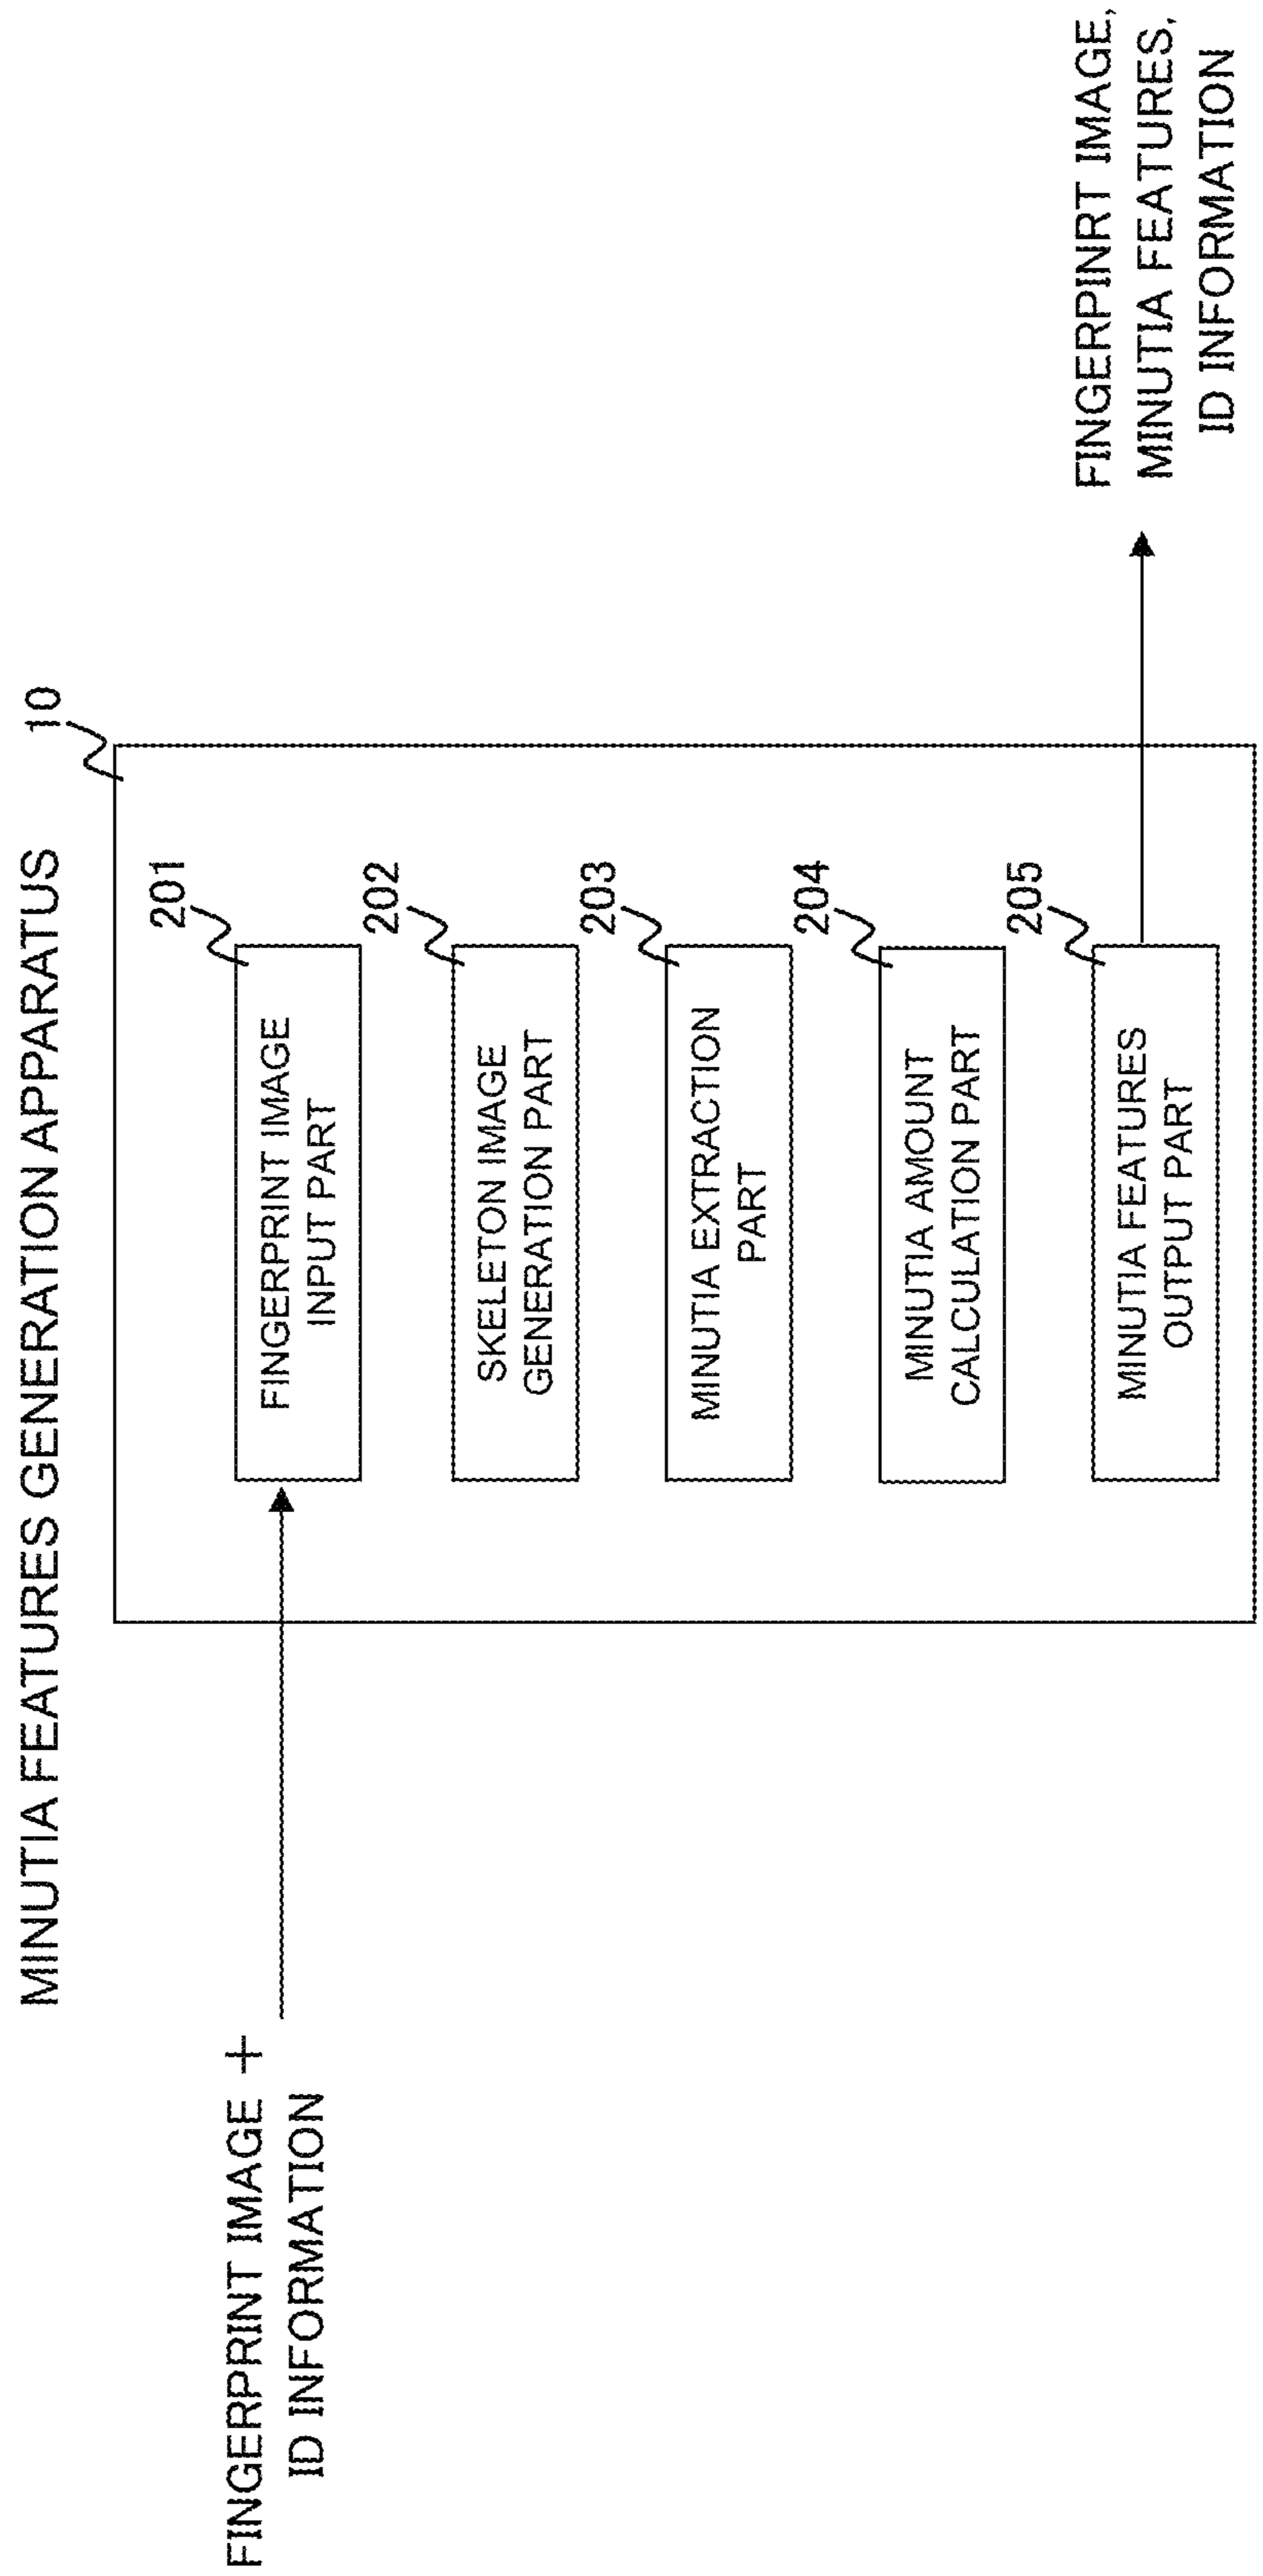 MINUTIA FEATURES GENERATION APPARATUS 10
FINGERPRINT IMAGE +
ID INFORMATION
201
FINGERPRINT IMAGE
INPUT PART
202
SKELETON IMAGE
GENERATION PART
203
MINUTIA EXTRACTION
PART
204
MINUTIA AMOUNT
CALCULATION PART
205
MINUTIA FEATURES
OUTPUT PART
FINGERPINRT IMAGE,
MINUTIA FEATURES,
ID INFORMATION